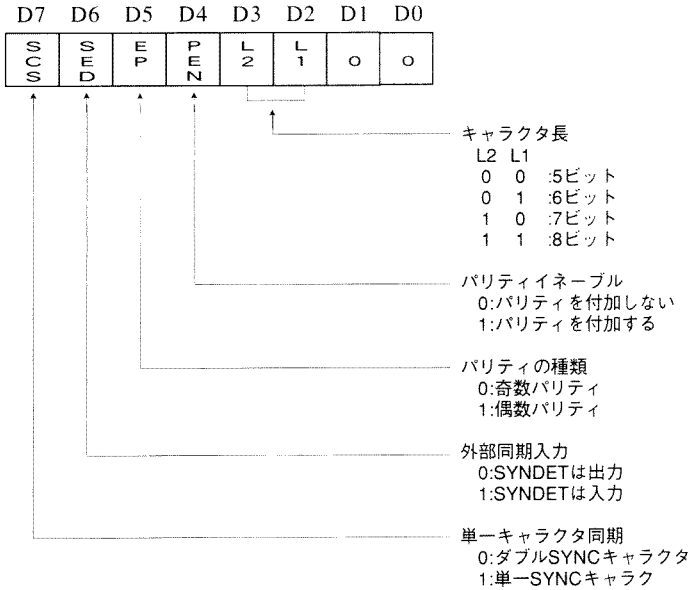 D7 D6 D5 D4 D3 D2 D1 D0
SCS SED EP PEN L2 L1 0 0
キャラクタ長
L2 L1
0 0 :5ビット
0 1 :6ビット
1 0 :7ビット
1 1 :8ビット
パリティイネーブル
0:パリティを付加しない
1:パリティを付加する
パリティの種類
0:奇数パリティ
1:偶数パリティ
外部同期入力
0:SYNDETは出力
1:SYNDETは入力
単一キャラクタ同期
0:ダブルSYNCキャラクタ
1:単一SYNCキャラク